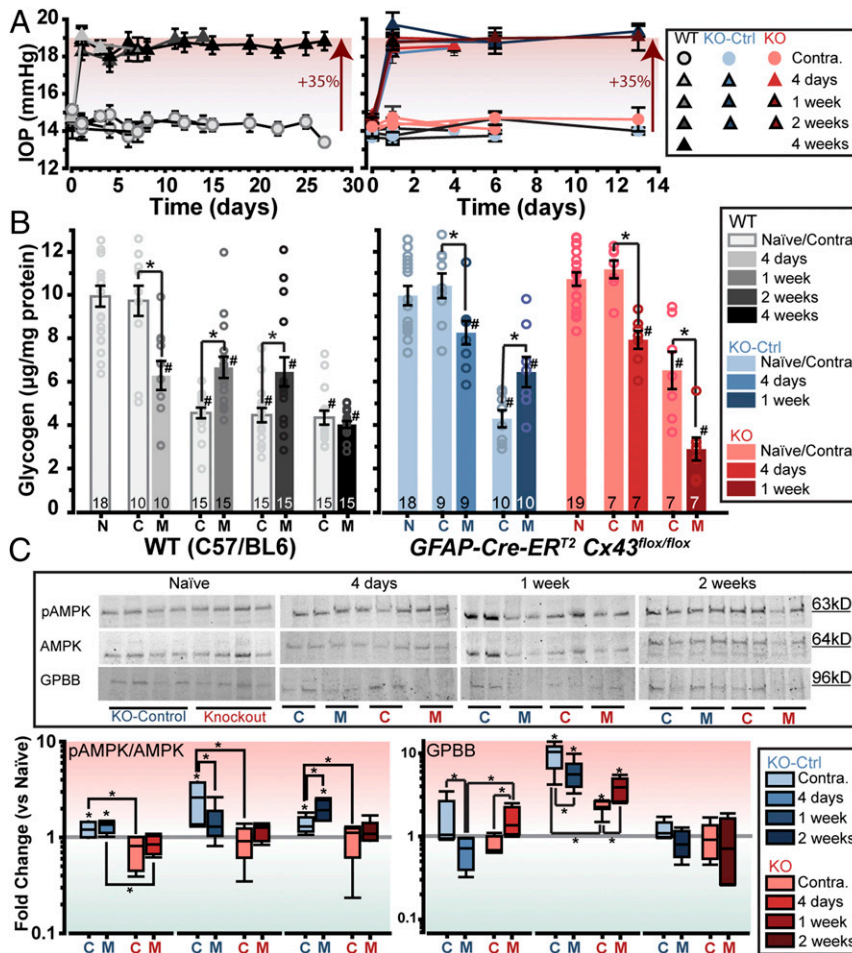 A
IOP (mmHg)
20
18
16
14
12
+35%
0 5 10 15 20 25 30
Time (days)
+35%
0 2 4 6 8 10 12 14
Time (days)
WT KO-Ctrl KO
Contra.
4 days
1 week
2 weeks
4 weeks
B
Glycogen (µg/mg protein)
12
10
8
6
4
2
0
* # * # # * # # # #
18 10 10 15 15 15 15 15 15
N C M C M C M C M
WT (C57/BL6)
* # * # # * # # * #
18 9 9 10 10 19 7 7 7 7
N C M C M N C M C M
GFAP-Cre-ER^T2 Cx43^flox/flox
WT
Naïve/Contra
4 days
1 week
2 weeks
4 weeks
KO-Ctrl
Naïve/Contra
4 days
1 week
KO
Naïve/Contra
4 days
1 week
C
Naïve 4 days 1 week 2 weeks
pAMPK 63kD
AMPK 64kD
GPBB 96kD
KO-Control Knockout C M C M C M C M C M C M
Fold Change (vs Naïve)
pAMPK/AMPK
10
1
0.1
C M C M C M C M C M C M
GPBB
10
1
0.1
C M C M C M C M C M C M
KO-Ctrl
Contra.
4 days
1 week
2 weeks
KO
Contra.
4 days
1 week
2 weeks